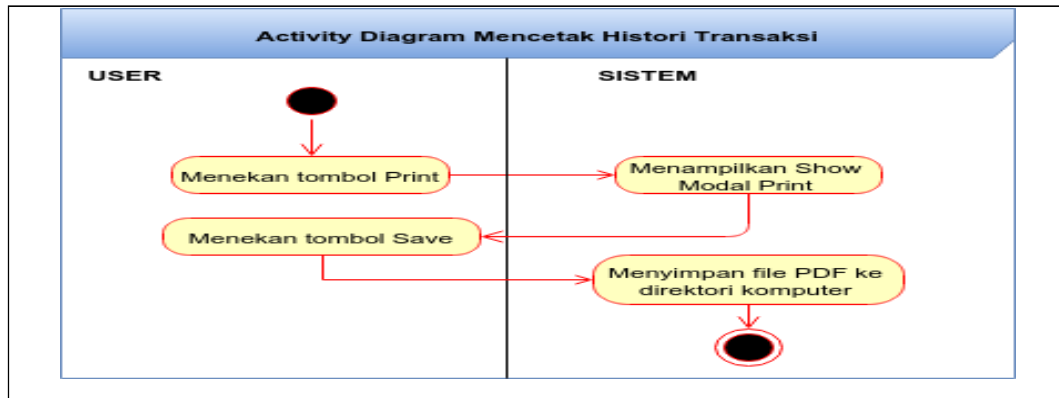 Activity Diagram Mencetak Histori Transaksi
USER
SISTEM
Menekan tombol Print
Menampilkan Show
Modal Print
Menekan tombol Save
Menyimpan file PDF ke
direktori komputer